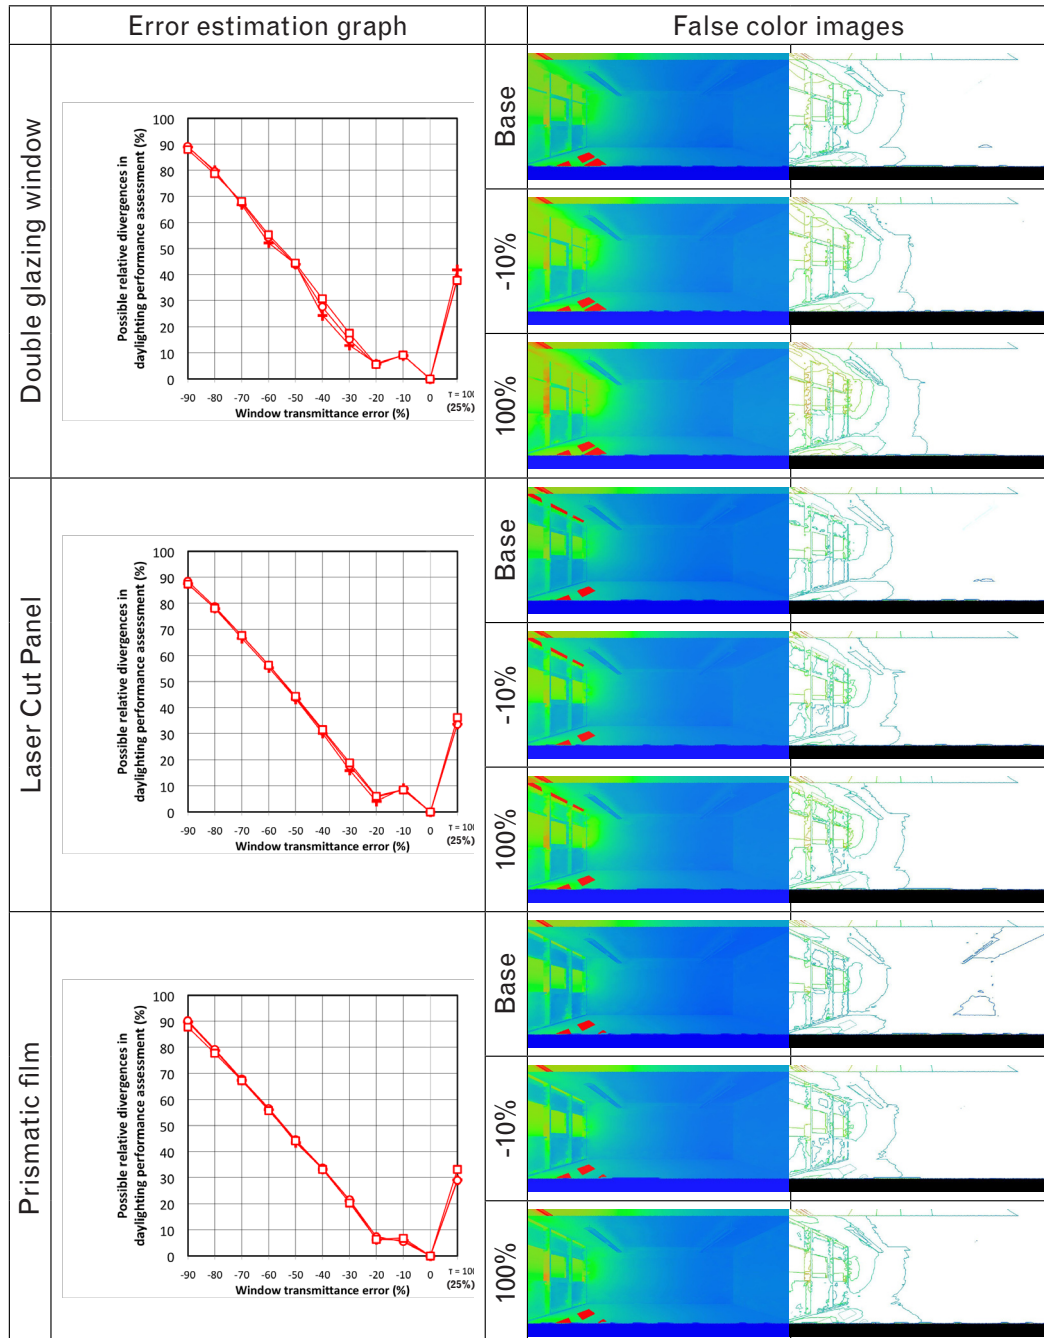 Error estimation graph
False color images
Double glazing window
Possible relative divergences in
daylighting performance assessment (%)
100
90
80
70
60
50
40
30
20
10
0
-90 -80 -70 -60 -50 -40 -30 -20 -10 0 τ = 100
(25%)
Window transmittance error (%)
Base
-10%
100%
Laser Cut Panel
Possible relative divergences in
daylighting performance assessment (%)
100
90
80
70
60
50
40
30
20
10
0
-90 -80 -70 -60 -50 -40 -30 -20 -10 0 τ = 100
(25%)
Window transmittance error (%)
Base
-10%
100%
Prismatic film
Possible relative divergences in
daylighting performance assessment (%)
100
90
80
70
60
50
40
30
20
10
0
-90 -80 -70 -60 -50 -40 -30 -20 -10 0 τ = 100
(25%)
Window transmittance error (%)
Base
-10%
100%